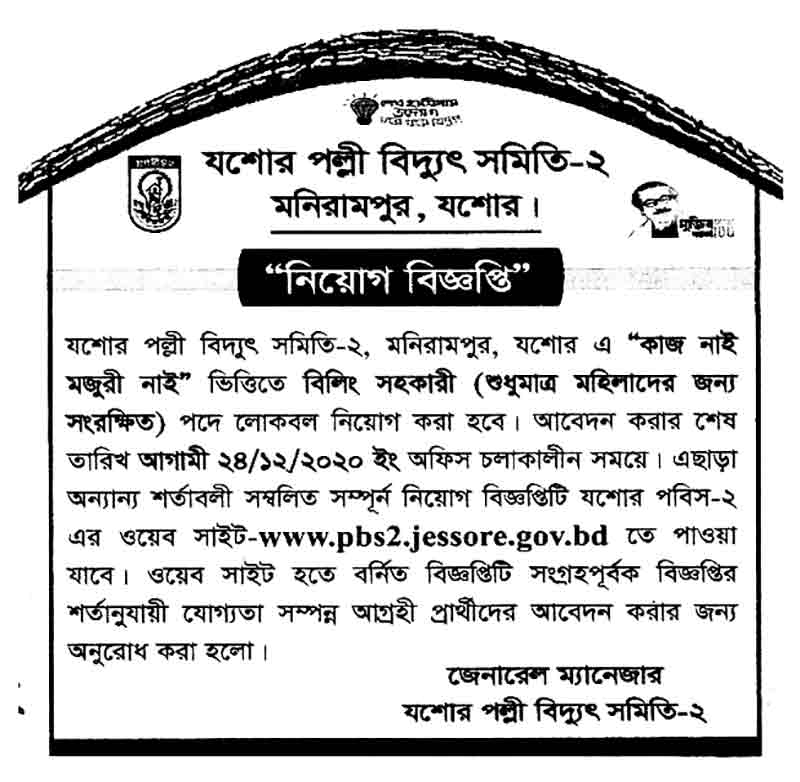 শেখ হাসিনার
উদ্যোগ
ঘরে ঘরে বিদ্যুৎ
যশোর পল্লী বিদ্যুৎ সমিতি-২
মনিরামপুর, যশোর।
মুজিব
100
“নিয়োগ বিজ্ঞপ্তি”
যশোর পল্লী বিদ্যুৎ সমিতি-২, মনিরামপুর, যশোর এ “কাজ নাই
মজুরী নাই” ভিত্তিতে বিলিং সহকারী (শুধুমাত্র মহিলাদের জন্য
সংরক্ষিত) পদে লোকবল নিয়োগ করা হবে। আবেদন করার শেষ
তারিখ আগামী ২৪/১২/২০২০ ইং অফিস চলাকালীন সময়ে। এছাড়া
অন্যান্য শর্তাবলী সম্বলিত সম্পূর্ন নিয়োগ বিজ্ঞপ্তিটি যশোর পবিস-২
এর ওয়েব সাইট-www.pbs2.jessore.gov.bd তে পাওয়া
যাবে। ওয়েব সাইট হতে বর্নিত বিজ্ঞপ্তিটি সংগ্রহপূর্বক বিজ্ঞপ্তির
শর্তানুযায়ী যোগ্যতা সম্পন্ন আগ্রহী প্রার্থীদের আবেদন করার জন্য
অনুরোধ করা হলো।
জেনারেল ম্যানেজার
যশোর পল্লী বিদ্যুৎ সমিতি-২